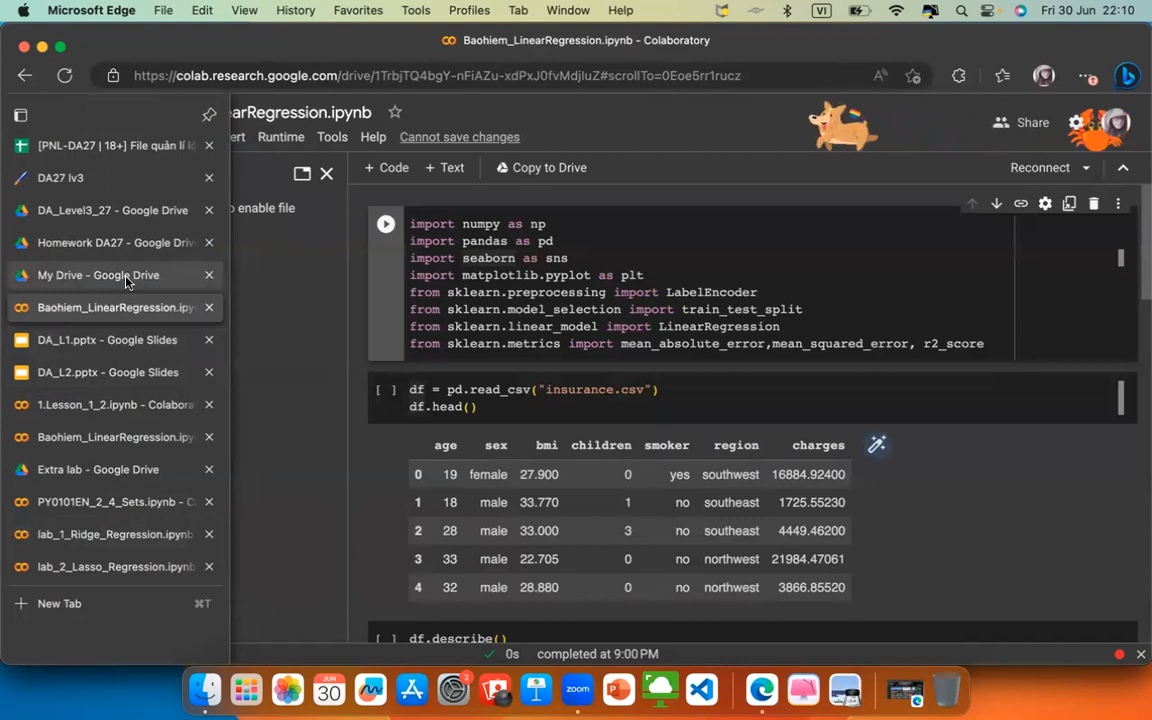 Microsoft Edge File Edit View History Favorites Tools Profiles Tab Window Help VI Fri 30 Jun 22:10
Baohiem_LinearRegression.ipynb - Colaboratory
https://colab.research.google.com/drive/1TrbjTQ4bgY-nFiAZu-xdPxJ0fvMdjluZ#scrollTo=0Eoe5rr1rucz
earRegression.ipynb
ert Runtime Tools Help Cannot save changes
Share
+ Code + Text Copy to Drive
Reconnect
o enable file
[PNL-DA27 | 18+] File quản lí l
DA27 lv3
DA_Level3_27 - Google Drive
Homework DA27 - Google Driv
My Drive - Google Drive
Baohiem_LinearRegression.ipy
DA_L1.pptx - Google Slides
DA_L2.pptx - Google Slides
1.Lesson_1_2.ipynb - Colabora
Baohiem_LinearRegression.ipy
Extra lab - Google Drive
PY0101EN_2_4_Sets.ipynb - C
lab_1_Ridge_Regression.ipynb
lab_2_Lasso_Regression.ipynb
New Tab ⌘T
import numpy as np
import pandas as pd
import seaborn as sns
import matplotlib.pyplot as plt
from sklearn.preprocessing import LabelEncoder
from sklearn.model_selection import train_test_split
from sklearn.linear_model import LinearRegression
from sklearn.metrics import mean_absolute_error,mean_squared_error, r2_score
[ ] df = pd.read_csv("insurance.csv")
df.head()
age sex bmi children smoker region charges
0 19 female 27.900 0 yes southwest 16884.92400
1 18 male 33.770 1 no southeast 1725.55230
2 28 male 33.000 3 no southeast 4449.46200
3 33 male 22.705 0 no northwest 21984.47061
4 32 male 28.880 0 no northwest 3866.85520
[ ] df.describe()
0s completed at 9:00 PM
JUN
30
2
zoom